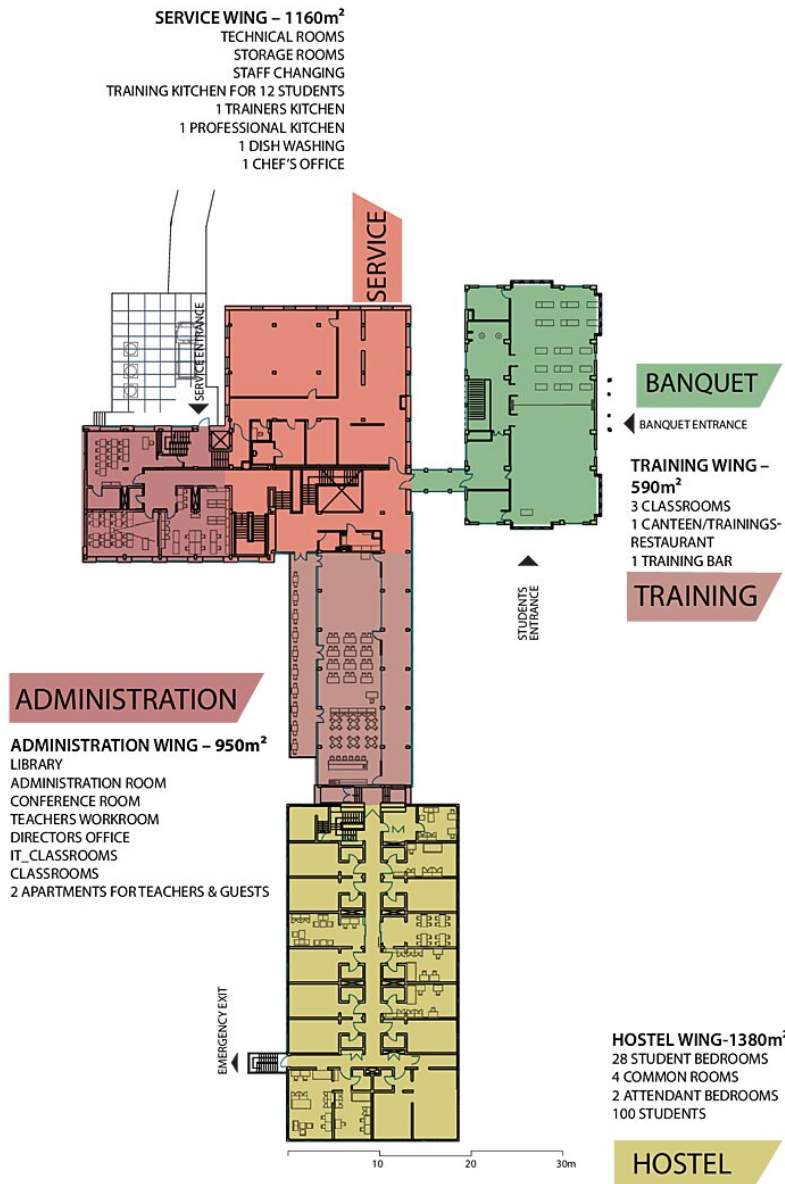 SERVICE WING – 1160m²
TECHNICAL ROOMS
STORAGE ROOMS
STAFF CHANGING
TRAINING KITCHEN FOR 12 STUDENTS
1 TRAINERS KITCHEN
1 PROFESSIONAL KITCHEN
1 DISH WASHING
1 CHEF'S OFFICE
SERVICE
SERVICE ENTRANCE
BANQUET
BANQUET ENTRANCE
TRAINING WING –
590m²
3 CLASSROOMS
1 CANTEEN/TRAININGS-
RESTAURANT
1 TRAINING BAR
TRAINING
STUDENTS
ENTRANCE
ADMINISTRATION
ADMINISTRATION WING – 950m²
LIBRARY
ADMINISTRATION ROOM
CONFERENCE ROOM
TEACHERS WORKROOM
DIRECTORS OFFICE
IT_CLASSROOMS
CLASSROOMS
2 APARTMENTS FOR TEACHERS & GUESTS
EMERGENCY EXIT
HOSTEL WING-1380m²
28 STUDENT BEDROOMS
4 COMMON ROOMS
2 ATTENDANT BEDROOMS
100 STUDENTS
HOSTEL
10 20 30m